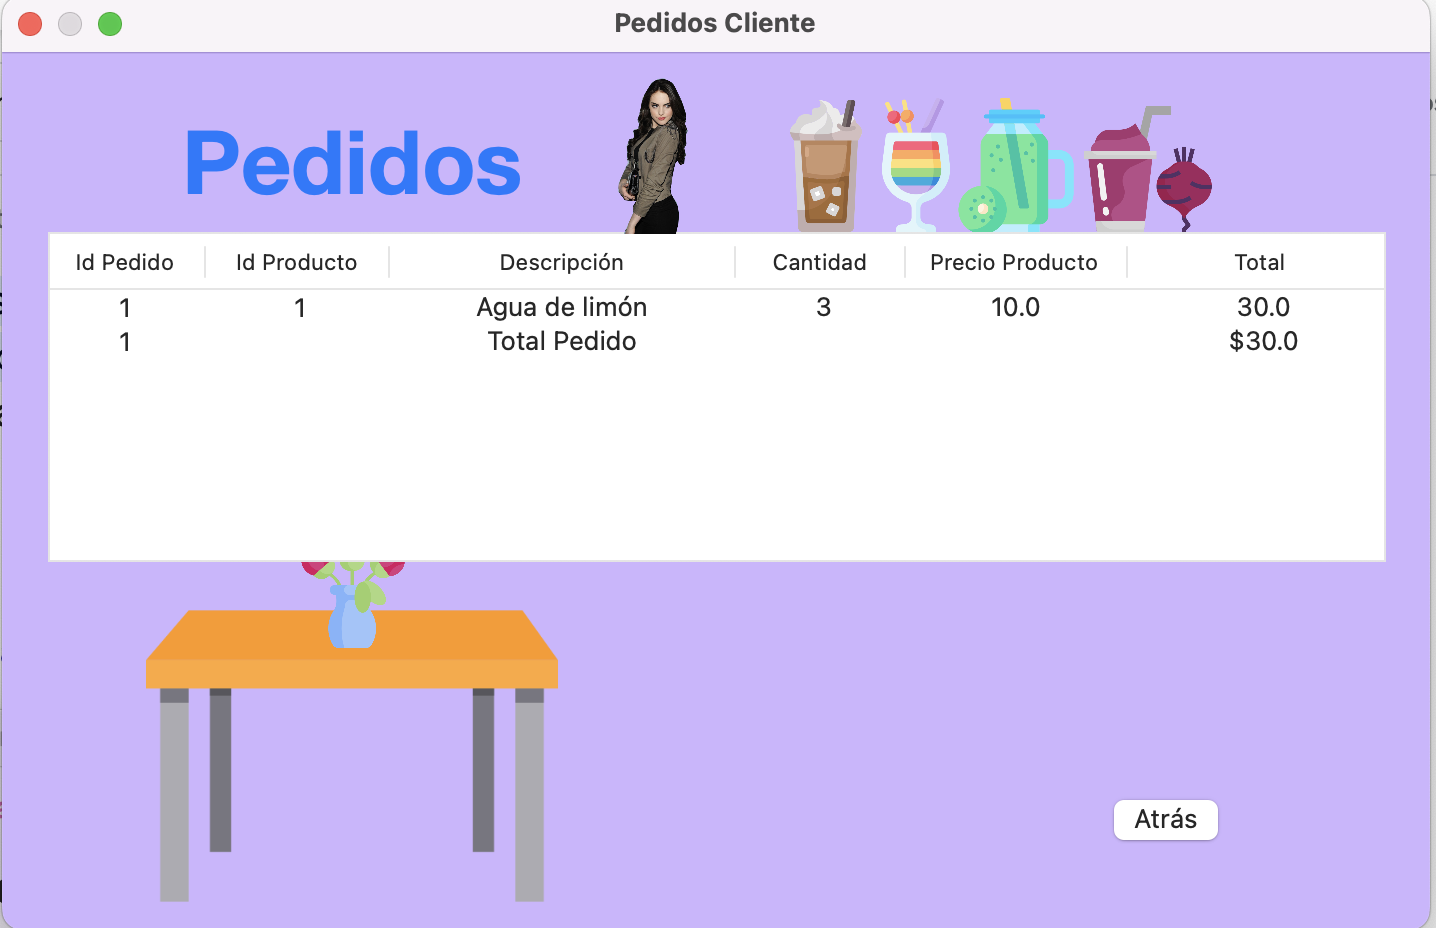 Pedidos Cliente
Pedidos
Id Pedido Id Producto Descripción Cantidad Precio Producto Total
1 1 Agua de limón 3 10.0 30.0
1 Total Pedido $30.0
Atrás